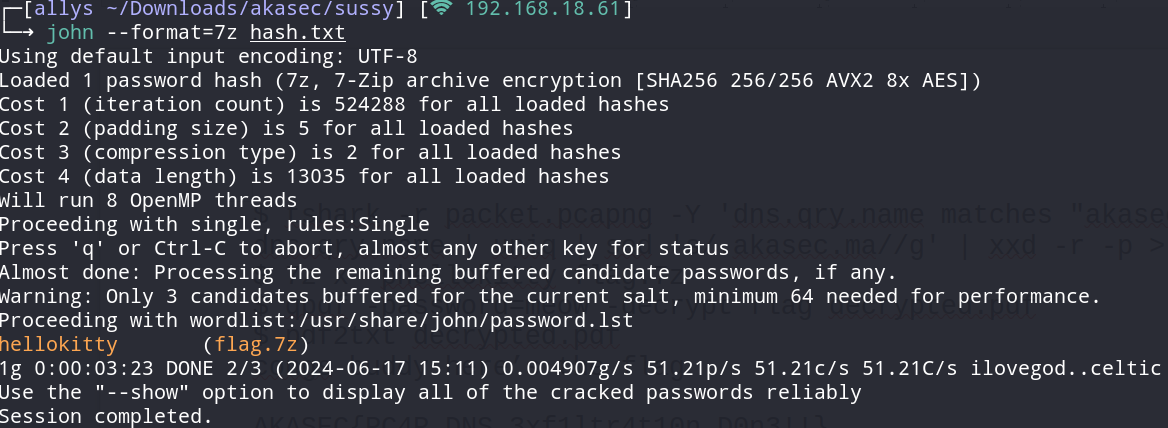 ┌─[allys ~/Downloads/akasec/sussy] [ 192.168.18.61]
└─→ john --format=7z hash.txt
Using default input encoding: UTF-8
Loaded 1 password hash (7z, 7-Zip archive encryption [SHA256 256/256 AVX2 8x AES])
Cost 1 (iteration count) is 524288 for all loaded hashes
Cost 2 (padding size) is 5 for all loaded hashes
Cost 3 (compression type) is 2 for all loaded hashes
Cost 4 (data length) is 13035 for all loaded hashes
Will run 8 OpenMP threads
Proceeding with single, rules:Single
Press 'q' or Ctrl-C to abort, almost any other key for status
Almost done: Processing the remaining buffered candidate passwords, if any.
Warning: Only 3 candidates buffered for the current salt, minimum 64 needed for performance.
Proceeding with wordlist:/usr/share/john/password.lst
hellokitty       (flag.7z)
1g 0:00:03:23 DONE 2/3 (2024-06-17 15:11) 0.004907g/s 51.21p/s 51.21c/s 51.21C/s ilovegod..celtic
Use the "--show" option to display all of the cracked passwords reliably
Session completed.